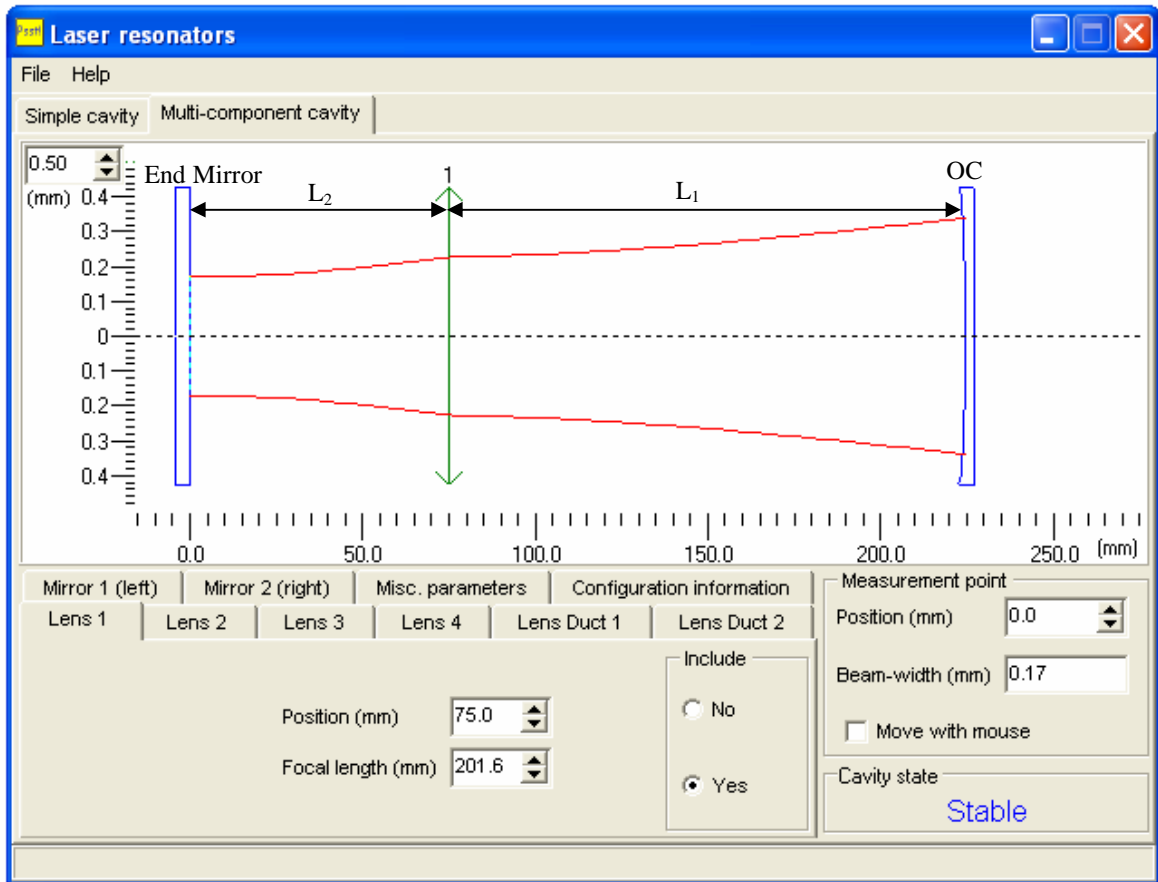 Psst! Laser resonators
File Help
Simple cavity Multi-component cavity
0.50
(mm)
End Mirror
1
OC
L₂
L₁
0.4
0.3
0.2
0.1
0
0.1
0.2
0.3
0.4
0.0 50.0 100.0 150.0 200.0 250.0 (mm)
Mirror 1 (left) Mirror 2 (right) Misc. parameters Configuration information
Lens 1 Lens 2 Lens 3 Lens 4 Lens Duct 1 Lens Duct 2
Position (mm) 75.0
Focal length (mm) 201.6
Include
No
Yes
Measurement point
Position (mm) 0.0
Beam-width (mm) 0.17
Move with mouse
Cavity state
Stable